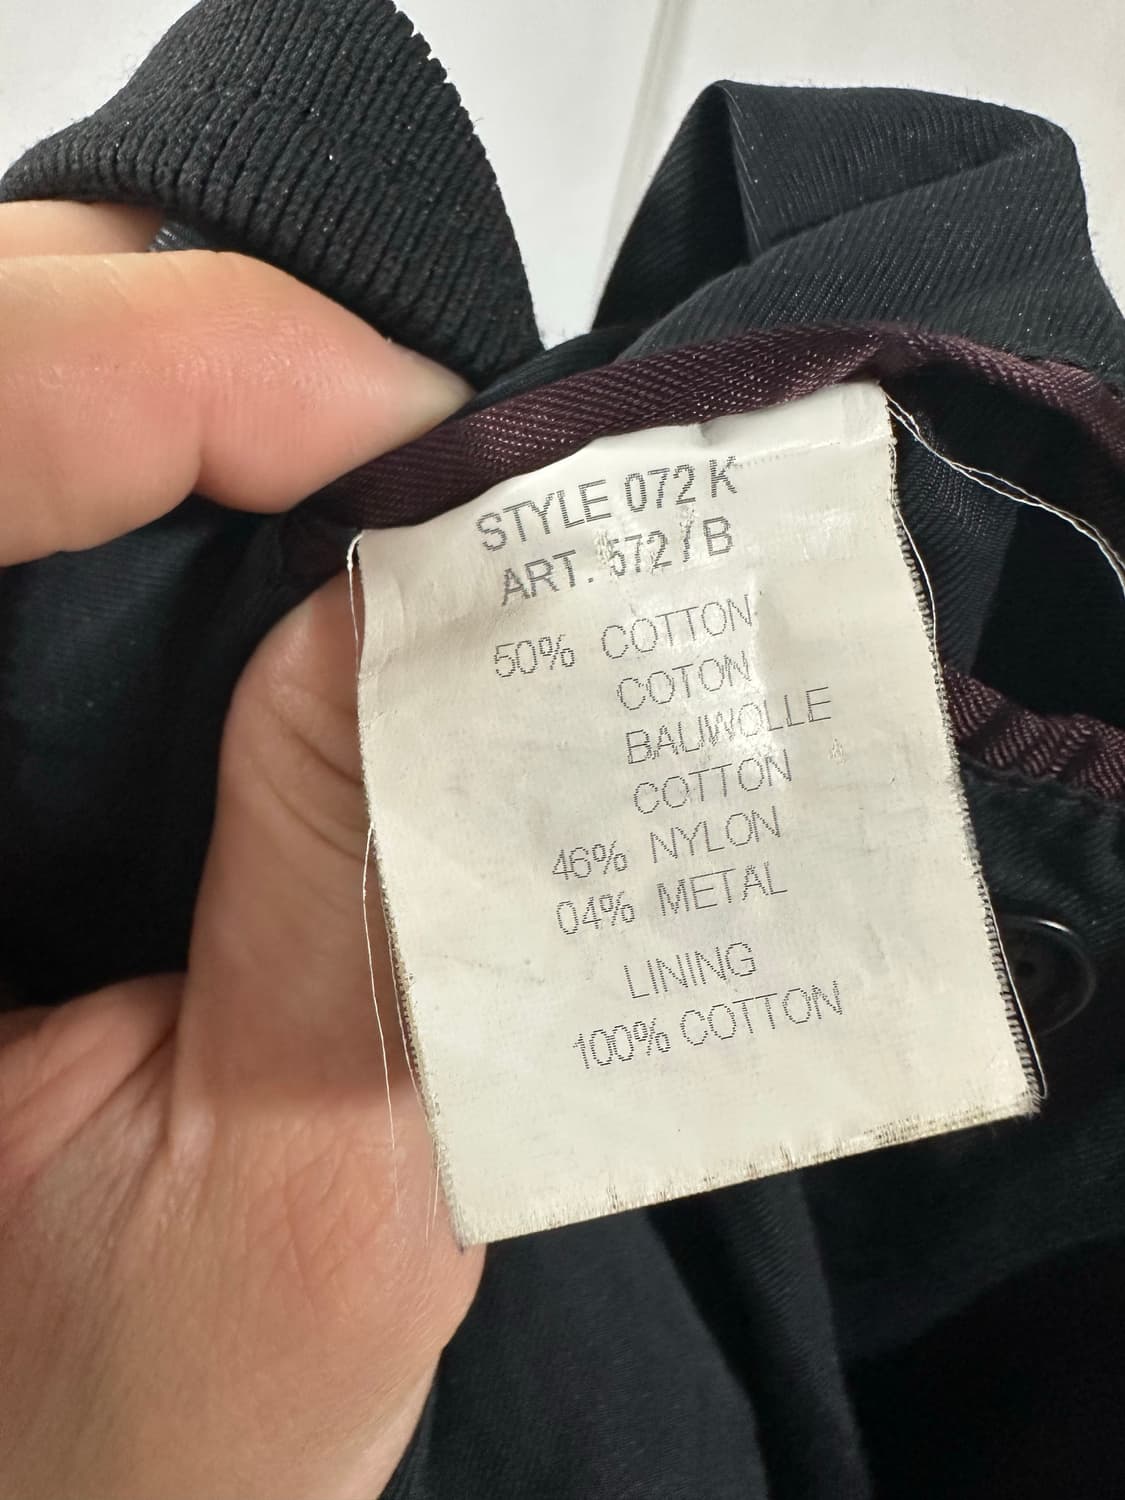 STYLE 072 K
ART. 572 / B
50% COTTON
COTON
BAUWOLLE
COTTON
46% NYLON
04% METAL
LINING
100% COTTON